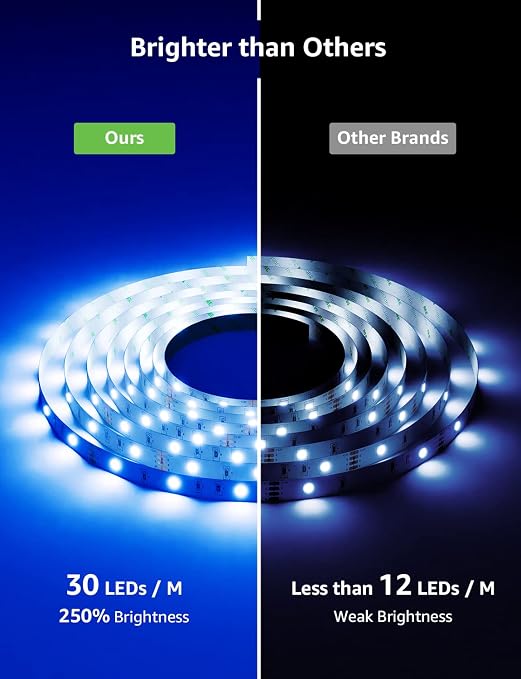 Brighter than Others
Ours
Other Brands
30 LEDs / M
250% Brightness
Less than 12 LEDs / M
Weak Brightness